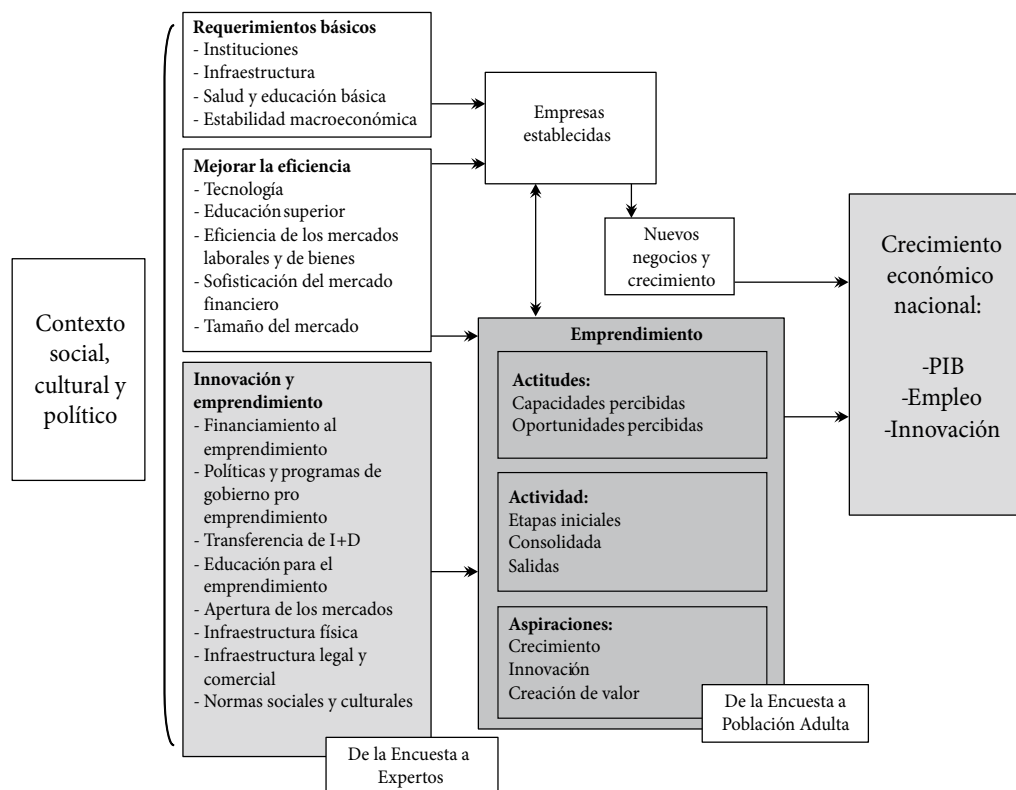 Contexto
social,
cultural y
político
Requerimientos básicos
- Instituciones
- Infraestructura
- Salud y educación básica
- Estabilidad macroeconómica
Mejorar la eficiencia
- Tecnología
- Educación superior
- Eficiencia de los mercados
laborales y de bienes
- Sofisticación del mercado
financiero
- Tamaño del mercado
Innovación y
emprendimiento
- Financiamiento al
emprendimiento
- Políticas y programas de
gobierno pro
emprendimiento
- Transferencia de I+D
- Educación para el
emprendimiento
- Apertura de los mercados
- Infraestructura física
- Infraestructura legal y
comercial
- Normas sociales y culturales
De la Encuesta a
Expertos
Empresas
establecidas
Nuevos
negocios y
crecimiento
Emprendimiento
Actitudes:
Capacidades percibidas
Oportunidades percibidas
Actividad:
Etapas iniciales
Consolidada
Salidas
Aspiraciones:
Crecimiento
Innovación
Creación de valor
De la Encuesta a
Población Adulta
Crecimiento
económico
nacional:
-PIB
-Empleo
-Innovación